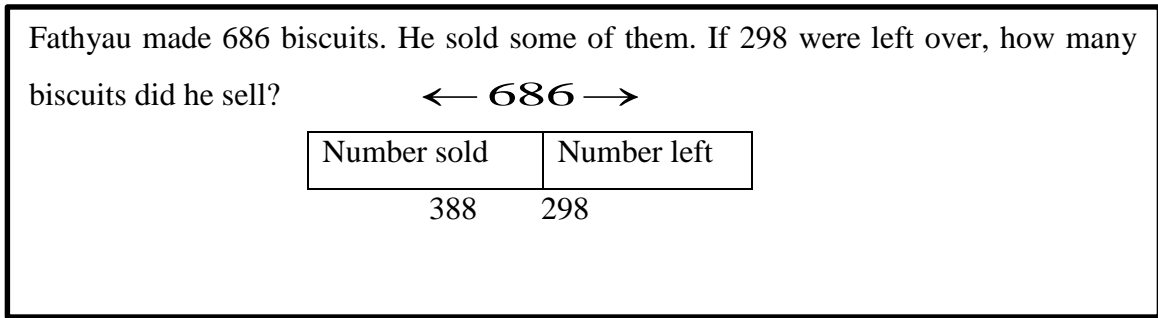 Fathyau made 686 biscuits. He sold some of them. If 298 were left over, how many
biscuits did he sell? ← 686 →
Number sold Number left
388 298